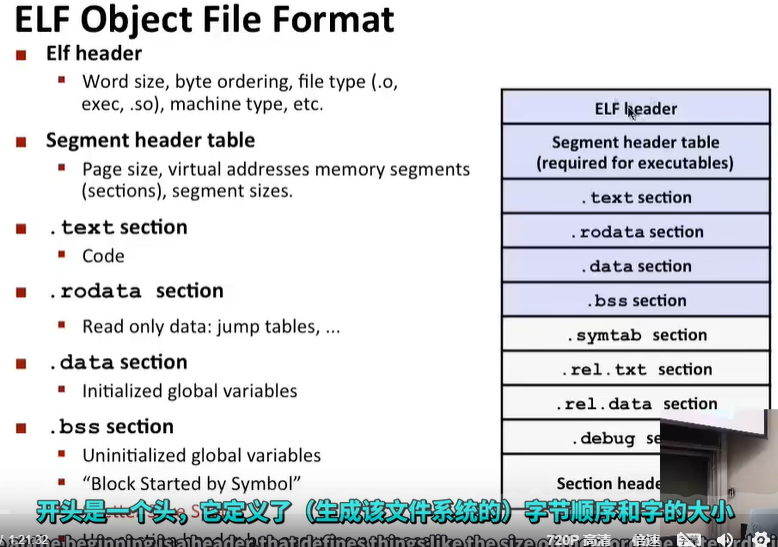 ELF Object File Format
Elf header
Word size, byte ordering, file type (.o,
exec, .so), machine type, etc.
Segment header table
Page size, virtual addresses memory segments
(sections), segment sizes.
.text section
Code
.rodata section
Read only data: jump tables, ...
.data section
Initialized global variables
.bss section
Uninitialized global variables
“Block Started by Symbol”
ELF header
Segment header table
(required for executables)
.text section
.rodata section
.data section
.bss section
.symtab section
.rel.txt section
.rel.data section
.debug se
Section heade
开头是一个头，它定义了（生成该文件系统的）字节顺序和字的大小
/ 1:21:32
720P 高清
倍速
the beginning is a header that defines things like the size of